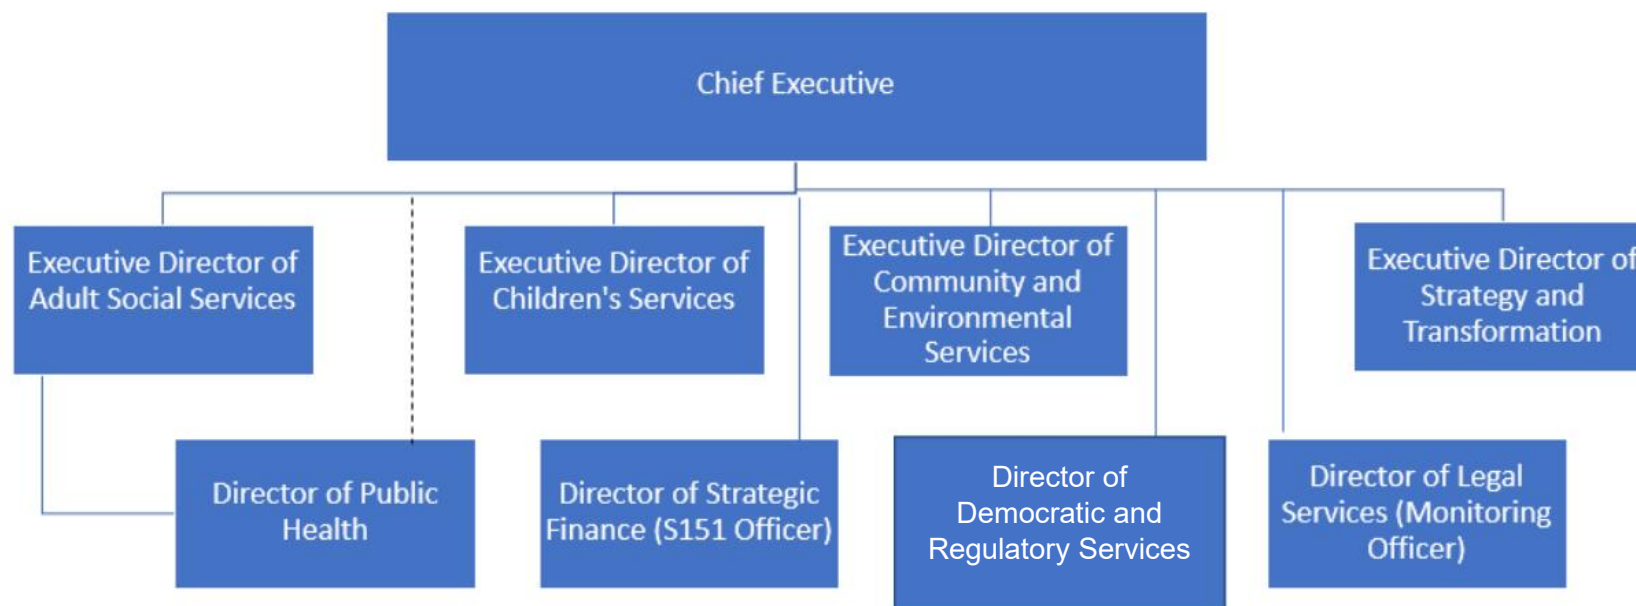 Chief Executive
Executive Director of
Adult Social Services
Executive Director of
Children's Services
Executive Director of
Community and
Environmental
Services
Executive Director of
Strategy and
Transformation
Director of Public
Health
Director of Strategic
Finance (S151 Officer)
Director of
Democratic and
Regulatory Services
Director of Legal
Services (Monitoring
Officer)